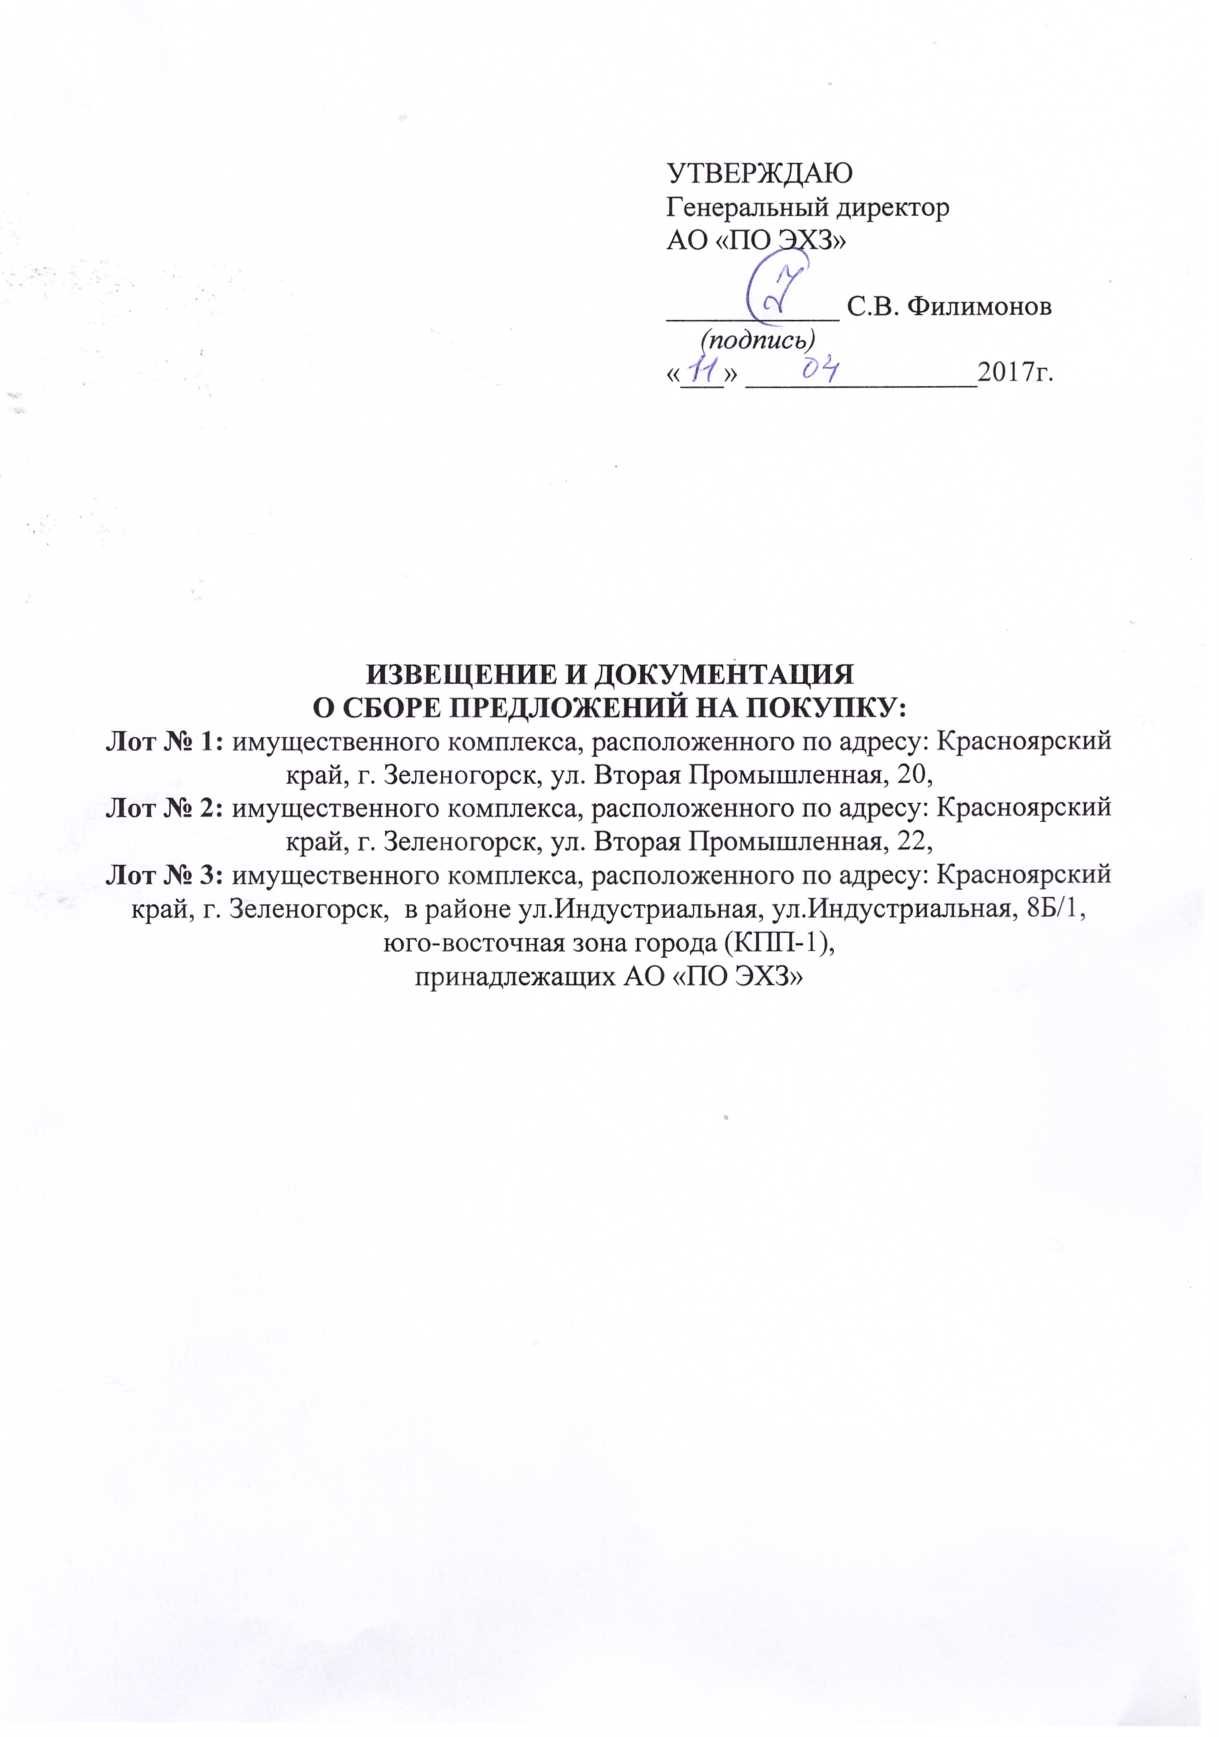 УТВЕРЖДАЮ
Генеральный директор
АО «ПО ЭХЗ»
____________ С.В. Филимонов
(подпись)
«11» 04 2017г.
ИЗВЕЩЕНИЕ И ДОКУМЕНТАЦИЯ
О СБОРЕ ПРЕДЛОЖЕНИЙ НА ПОКУПКУ:
Лот № 1: имущественного комплекса, расположенного по адресу: Красноярский
край, г. Зеленогорск, ул. Вторая Промышленная, 20,
Лот № 2: имущественного комплекса, расположенного по адресу: Красноярский
край, г. Зеленогорск, ул. Вторая Промышленная, 22,
Лот № 3: имущественного комплекса, расположенного по адресу: Красноярский
край, г. Зеленогорск, в районе ул.Индустриальная, ул.Индустриальная, 8Б/1,
юго-восточная зона города (КПП-1),
принадлежащих АО «ПО ЭХЗ»